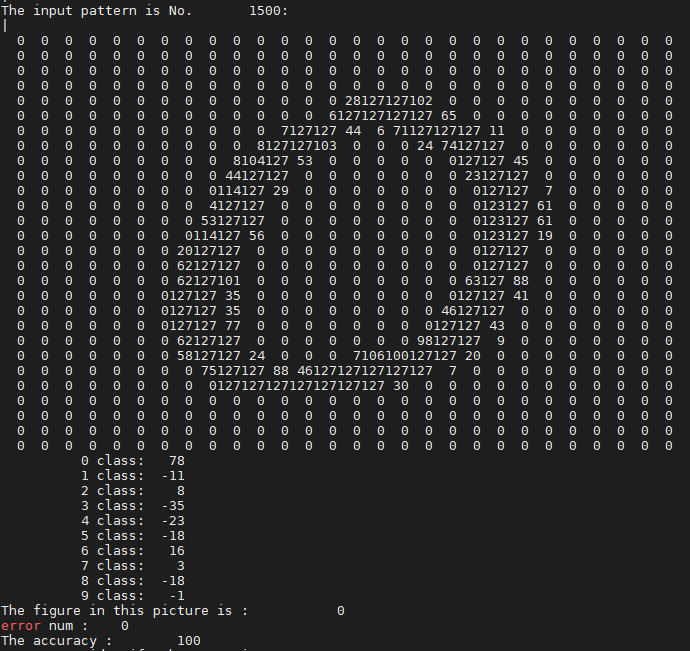 The input pattern is No.       1500:
  0  0  0  0  0  0  0  0  0  0  0  0  0  0  0  0  0  0  0  0  0  0  0  0  0  0  0  0
  0  0  0  0  0  0  0  0  0  0  0  0  0  0  0  0  0  0  0  0  0  0  0  0  0  0  0  0
  0  0  0  0  0  0  0  0  0  0  0  0  0  0  0  0  0  0  0  0  0  0  0  0  0  0  0  0
  0  0  0  0  0  0  0  0  0  0  0  0  0  0  0  0  0  0  0  0  0  0  0  0  0  0  0  0
  0  0  0  0  0  0  0  0  0  0  0  0  0  0 28127127102  0  0  0  0  0  0  0  0  0  0
  0  0  0  0  0  0  0  0  0  0  0  0  0  6127127127127 65  0  0  0  0  0  0  0  0  0
  0  0  0  0  0  0  0  0  0  0  0  7127127 44  6 71127127127 11  0  0  0  0  0  0  0
  0  0  0  0  0  0  0  0  0  0  8127127103  0  0  0 24 74127127  0  0  0  0  0  0  0
  0  0  0  0  0  0  0  0  0  8104127 53  0  0  0  0  0  0127127 45  0  0  0  0  0  0
  0  0  0  0  0  0  0  0  0 44127127  0  0  0  0  0  0  0 23127127  0  0  0  0  0  0
  0  0  0  0  0  0  0  0  0114127 29  0  0  0  0  0  0  0  0127127  7  0  0  0  0  0
  0  0  0  0  0  0  0  0  4127127  0  0  0  0  0  0  0  0  0123127 61  0  0  0  0  0
  0  0  0  0  0  0  0  0 53127127  0  0  0  0  0  0  0  0  0123127 61  0  0  0  0  0
  0  0  0  0  0  0  0  0114127 56  0  0  0  0  0  0  0  0  0123127 19  0  0  0  0  0
  0  0  0  0  0  0  0 20127127  0  0  0  0  0  0  0  0  0  0127127  0  0  0  0  0  0
  0  0  0  0  0  0  0 62127127  0  0  0  0  0  0  0  0  0  0127127  0  0  0  0  0  0
  0  0  0  0  0  0  0 62127101  0  0  0  0  0  0  0  0  0 63127 88  0  0  0  0  0  0
  0  0  0  0  0  0  0127127 35  0  0  0  0  0  0  0  0  0127127 41  0  0  0  0  0  0
  0  0  0  0  0  0  0127127 35  0  0  0  0  0  0  0  0 46127127  0  0  0  0  0  0  0
  0  0  0  0  0  0  0127127 77  0  0  0  0  0  0  0  0127127 43  0  0  0  0  0  0  0
  0  0  0  0  0  0  0 62127127  0  0  0  0  0  0  0 98127127  9  0  0  0  0  0  0  0
  0  0  0  0  0  0  0 58127127 24  0  0  0  7106100127127 20  0  0  0  0  0  0  0  0
  0  0  0  0  0  0  0  0 75127127 88 46127127127127127  7  0  0  0  0  0  0  0  0  0
  0  0  0  0  0  0  0  0  0127127127127127127127 30  0  0  0  0  0  0  0  0  0  0  0
  0  0  0  0  0  0  0  0  0  0  0  0  0  0  0  0  0  0  0  0  0  0  0  0  0  0  0  0
  0  0  0  0  0  0  0  0  0  0  0  0  0  0  0  0  0  0  0  0  0  0  0  0  0  0  0  0
  0  0  0  0  0  0  0  0  0  0  0  0  0  0  0  0  0  0  0  0  0  0  0  0  0  0  0  0
  0  0  0  0  0  0  0  0  0  0  0  0  0  0  0  0  0  0  0  0  0  0  0  0  0  0  0  0
          0 class:   78
          1 class:  -11
          2 class:    8
          3 class:  -35
          4 class:  -23
          5 class:  -18
          6 class:   16
          7 class:    3
          8 class:  -18
          9 class:   -1
The figure in this picture is :           0
error num :    0
The accuracy :        100